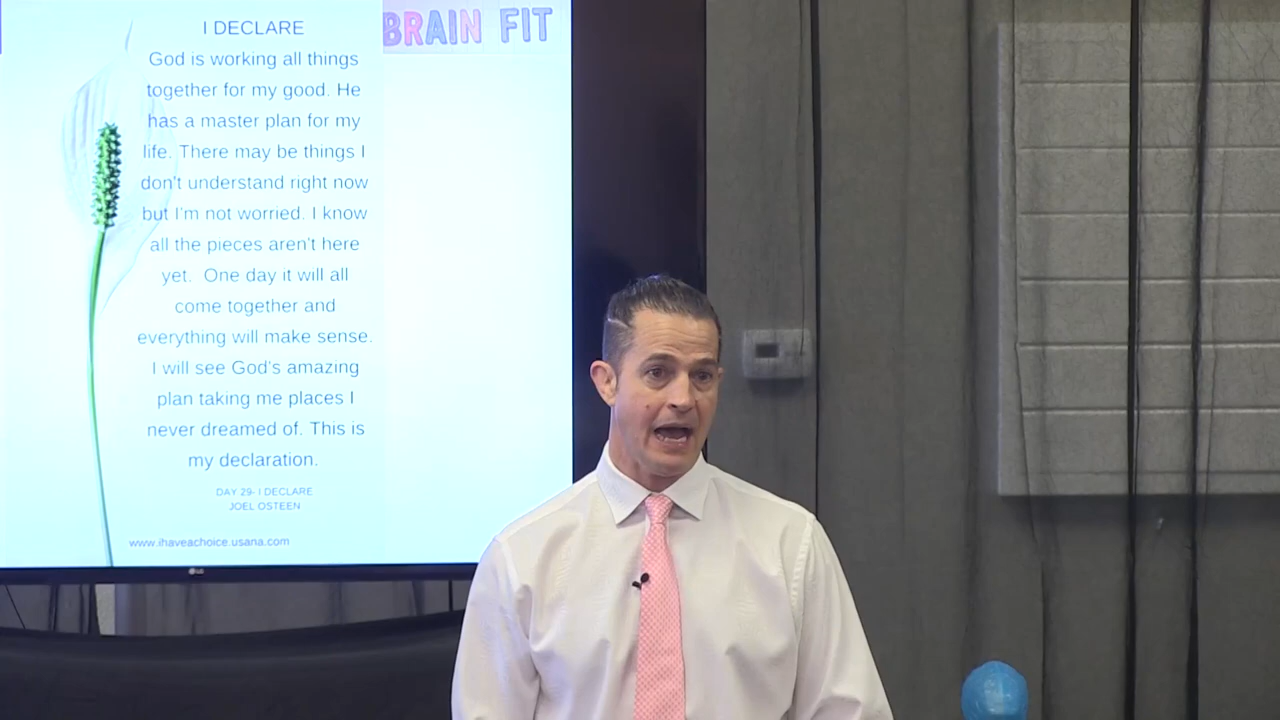 I DECLARE
God is working all things
together for my good. He
has a master plan for my
life. There may be things I
don't understand right now
but I'm not worried. I know
all the pieces aren't here
yet. One day it will all
come together and
everything will make sense.
I will see God's amazing
plan taking me places I
never dreamed of. This is
my declaration.
DAY 29- I DECLARE
JOEL OSTEEN
www.ihaveachoice.usana.com
BRAIN FIT
LG